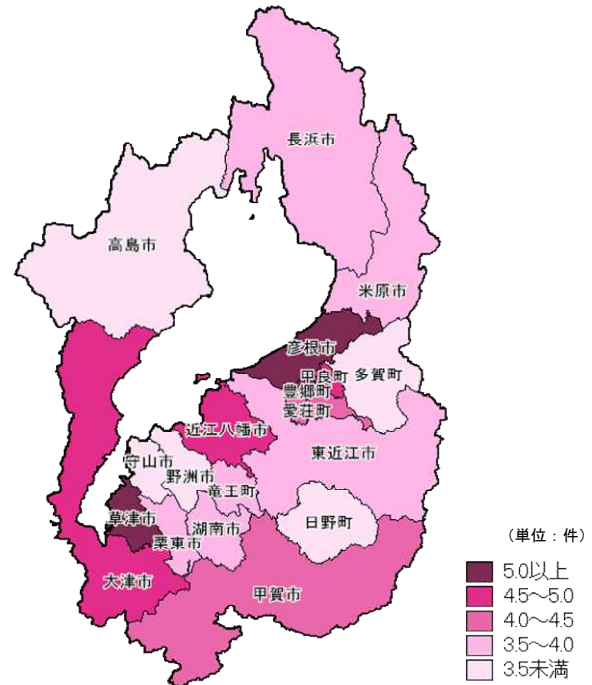 長浜市
高島市
米原市
彦根市
甲良町
多賀町
豊郷町
愛荘町
近江八幡市
東近江市
守山市
野洲市
竜王町
草津市
湖南市
日野町
栗東市
大津市
甲賀市
(単位：件)
5.0以上
4.5～5.0
4.0～4.5
3.5～4.0
3.5未満